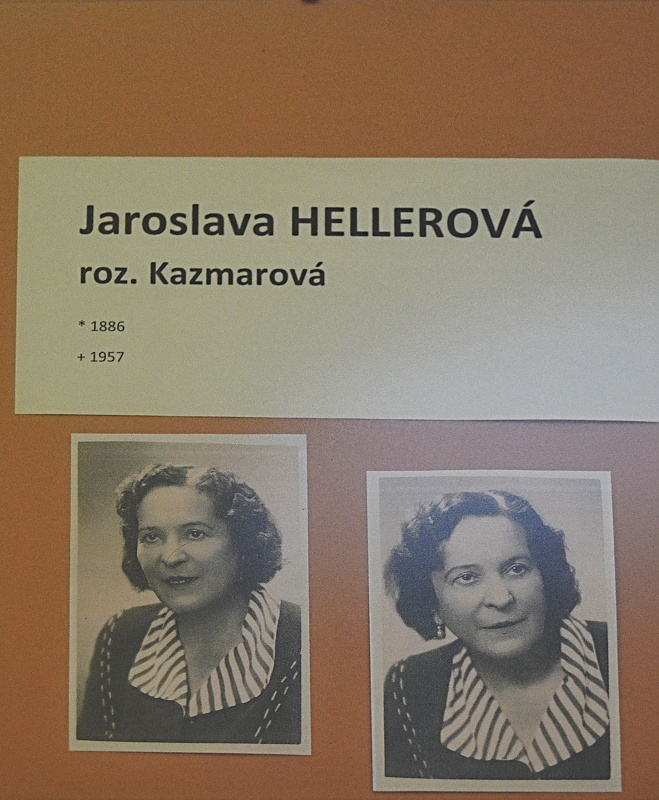 Jaroslava HELLEROVÁ
roz. Kazmarová
* 1886
+ 1957